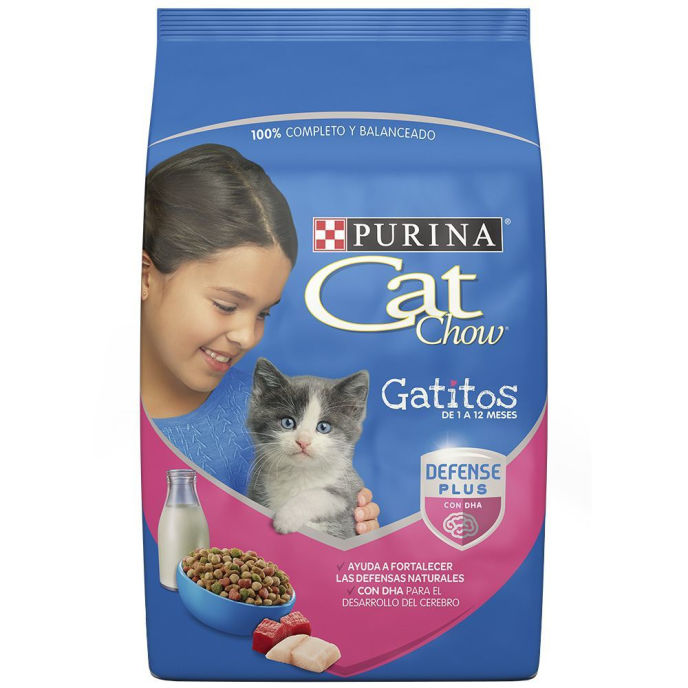 100% COMPLETO Y BALANCEADO
PURINA®
Cat
Chow®
Gatitos
DE 1 A 12 MESES
DEFENSE
PLUS
CON DHA
✓ AYUDA A FORTALECER
LAS DEFENSAS NATURALES
✓ CON DHA PARA EL
DESARROLLO DEL CEREBRO